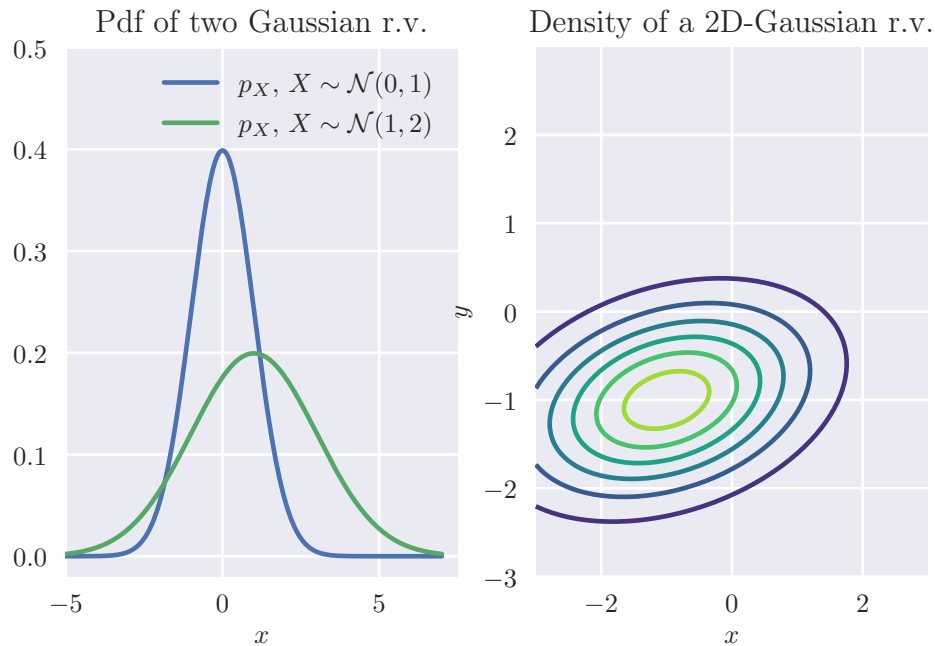 Pdf of two Gaussian r.v.
0.5
0.4
0.3
0.2
0.1
0.0
−5
0
5
x
p_X, X ∼ 𝒩(0, 1)
p_X, X ∼ 𝒩(1, 2)
Density of a 2D-Gaussian r.v.
2
1
0
−1
−2
−3
y
−2
0
2
x